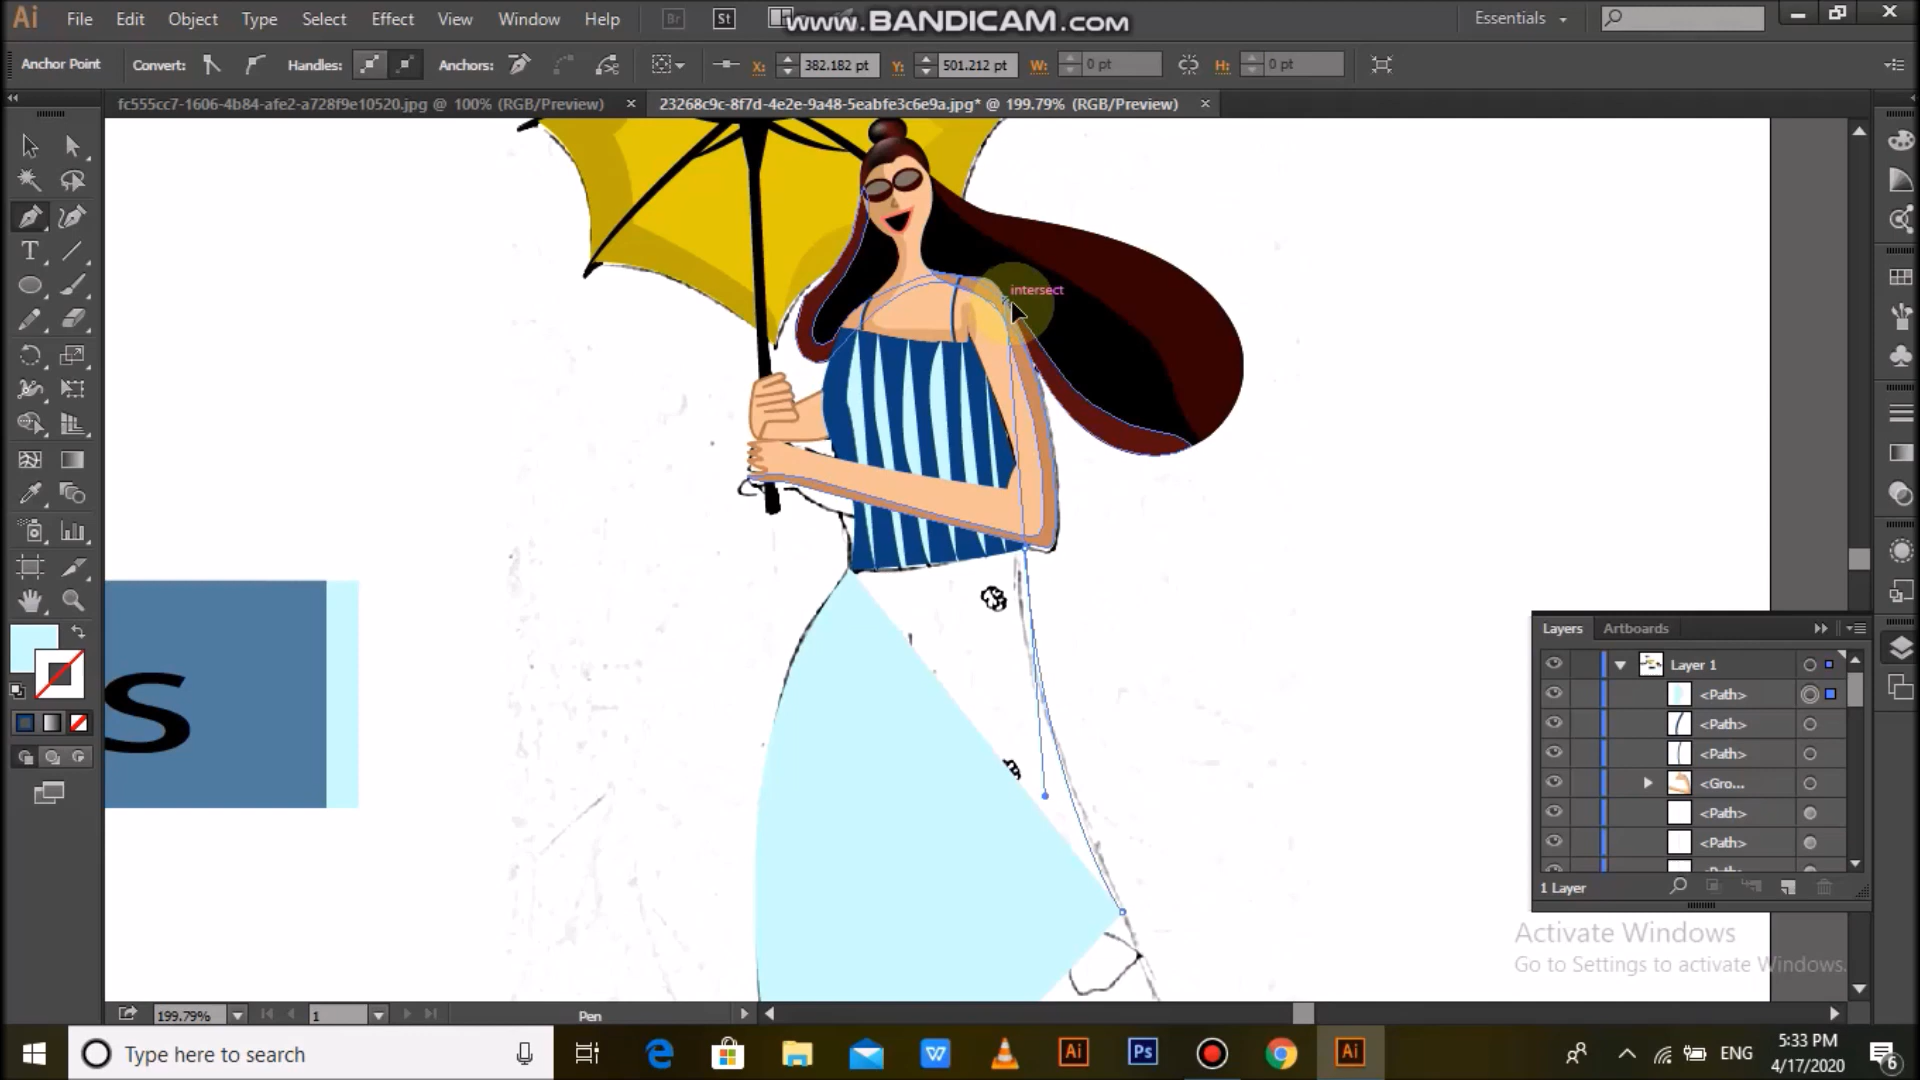 Ai File Edit Object Type Select Effect View Window Help Br St www.BANDICAM.com Essentials
Anchor Point Convert: Handles: Anchors: X: 382.182 pt Y: 501.212 pt W: 0 pt H: 0 pt
fc555cc7-1606-4b84-afe2-a728f9e10520.jpg @ 100% (RGB/Preview) × 23268c9c-8f7d-4e2e-9a48-5eabfe3c6e9a.jpg* @ 199.79% (RGB/Preview) ×
T
intersect
S
Layers Artboards
Layer 1
<Path>
<Path>
<Path>
<Gro...
<Path>
<Path>
1 Layer
Activate Windows
Go to Settings to activate Windows.
199.79% 1 Pen
Type here to search Ai Ps Ai ENG
5:33 PM
4/17/2020
6